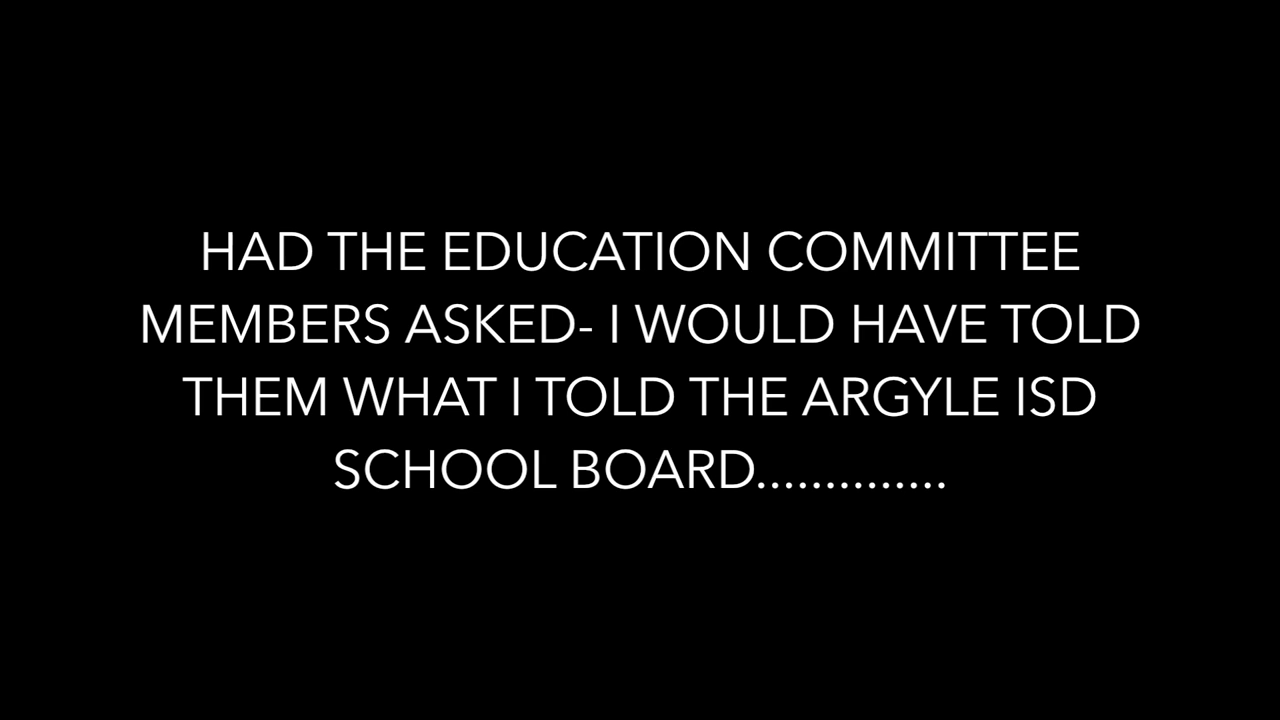 HAD THE EDUCATION COMMITTEE
MEMBERS ASKED- I WOULD HAVE TOLD
THEM WHAT I TOLD THE ARGYLE ISD
SCHOOL BOARD..............